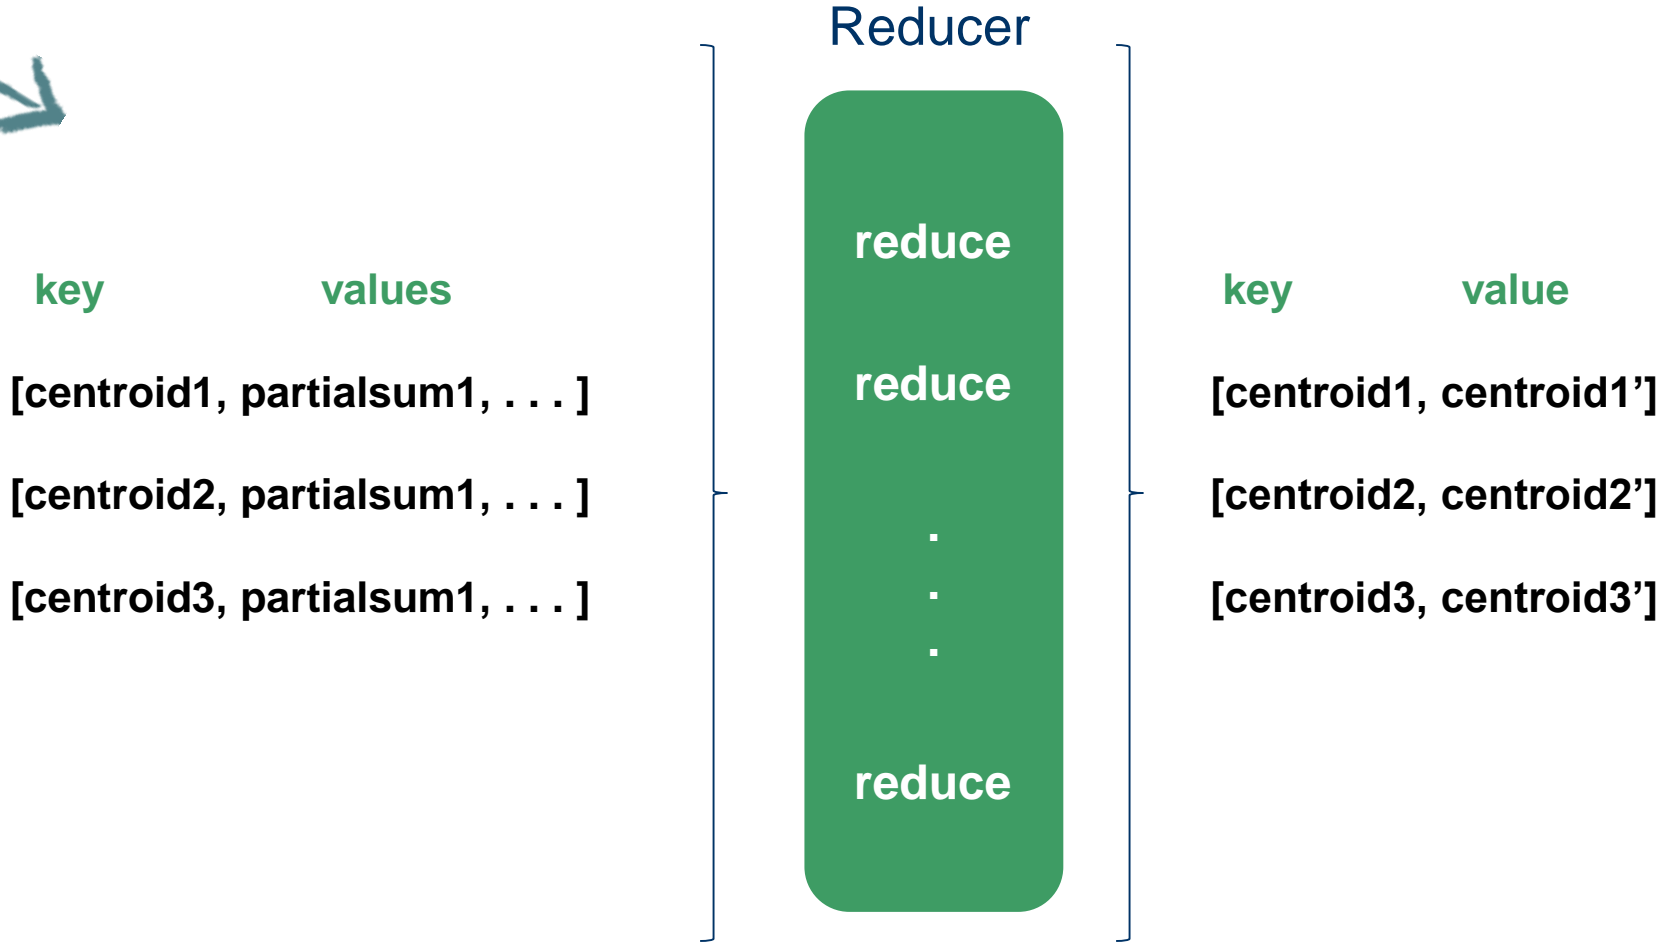 Reducer
key values
[centroid1, partialsum1, . . . ]
[centroid2, partialsum1, . . . ]
[centroid3, partialsum1, . . . ]
reduce
reduce
.
.
.
reduce
key value
[centroid1, centroid1’]
[centroid2, centroid2’]
[centroid3, centroid3’]